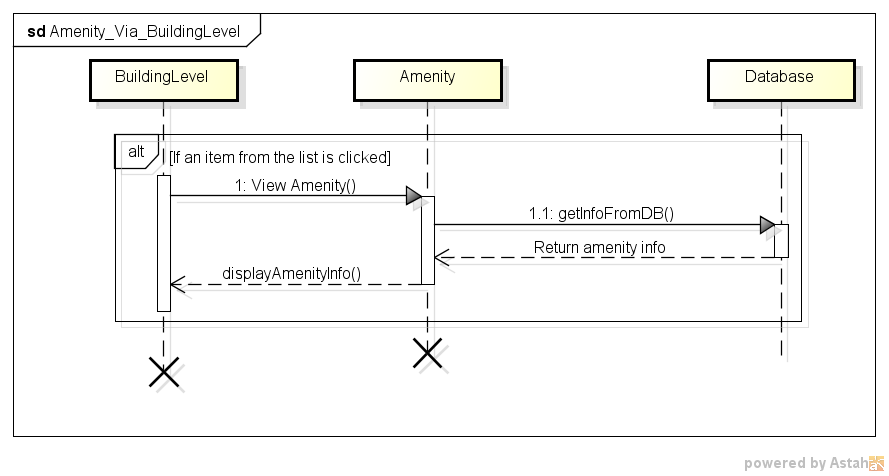 sd Amenity_Via_BuildingLevel
BuildingLevel
Amenity
Database
alt
[If an item from the list is clicked]
1: View Amenity()
1.1: getInfoFromDB()
Return amenity info
displayAmenityInfo()
powered by Astah